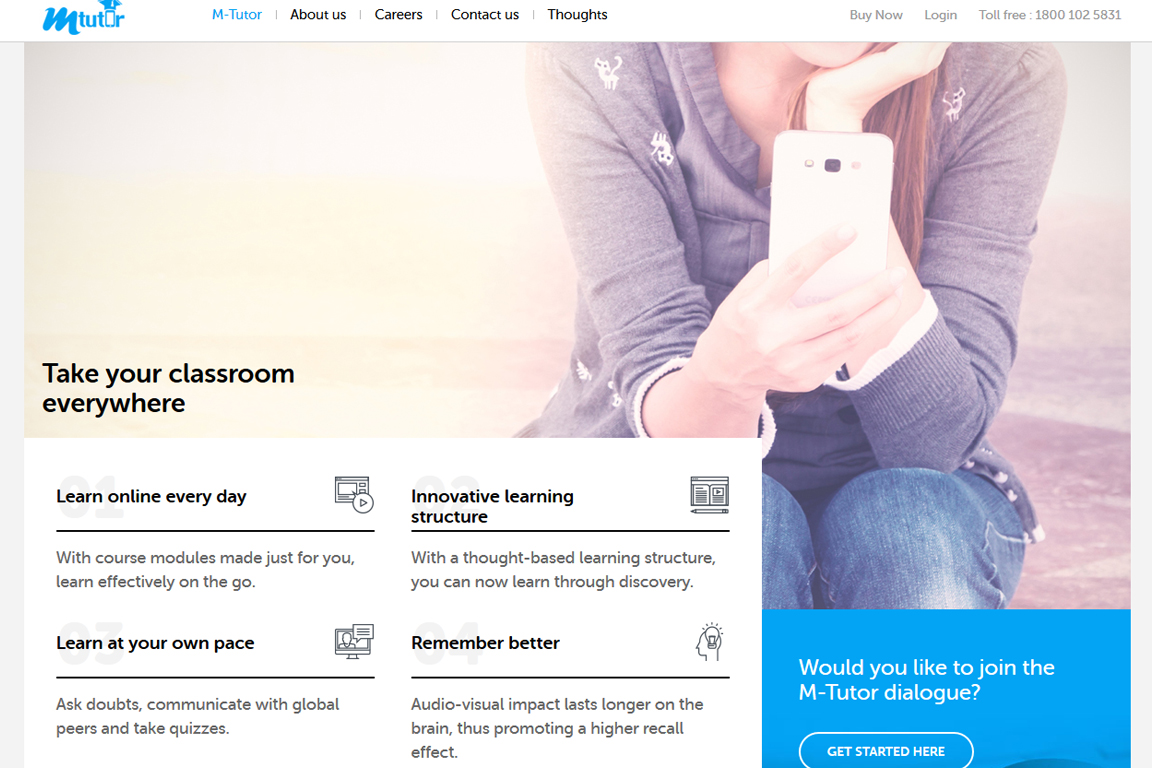 Mtutor
M-Tutor
About us
Careers
Contact us
Thoughts
Buy Now
Login
Toll free : 1800 102 5831
Take your classroom
everywhere
01
Learn online every day
With course modules made just for you,
learn effectively on the go.
02
Innovative learning
structure
With a thought-based learning structure,
you can now learn through discovery.
03
Learn at your own pace
Ask doubts, communicate with global
peers and take quizzes.
04
Remember better
Audio-visual impact lasts longer on the
brain, thus promoting a higher recall
effect.
Would you like to join the
M-Tutor dialogue?
GET STARTED HERE